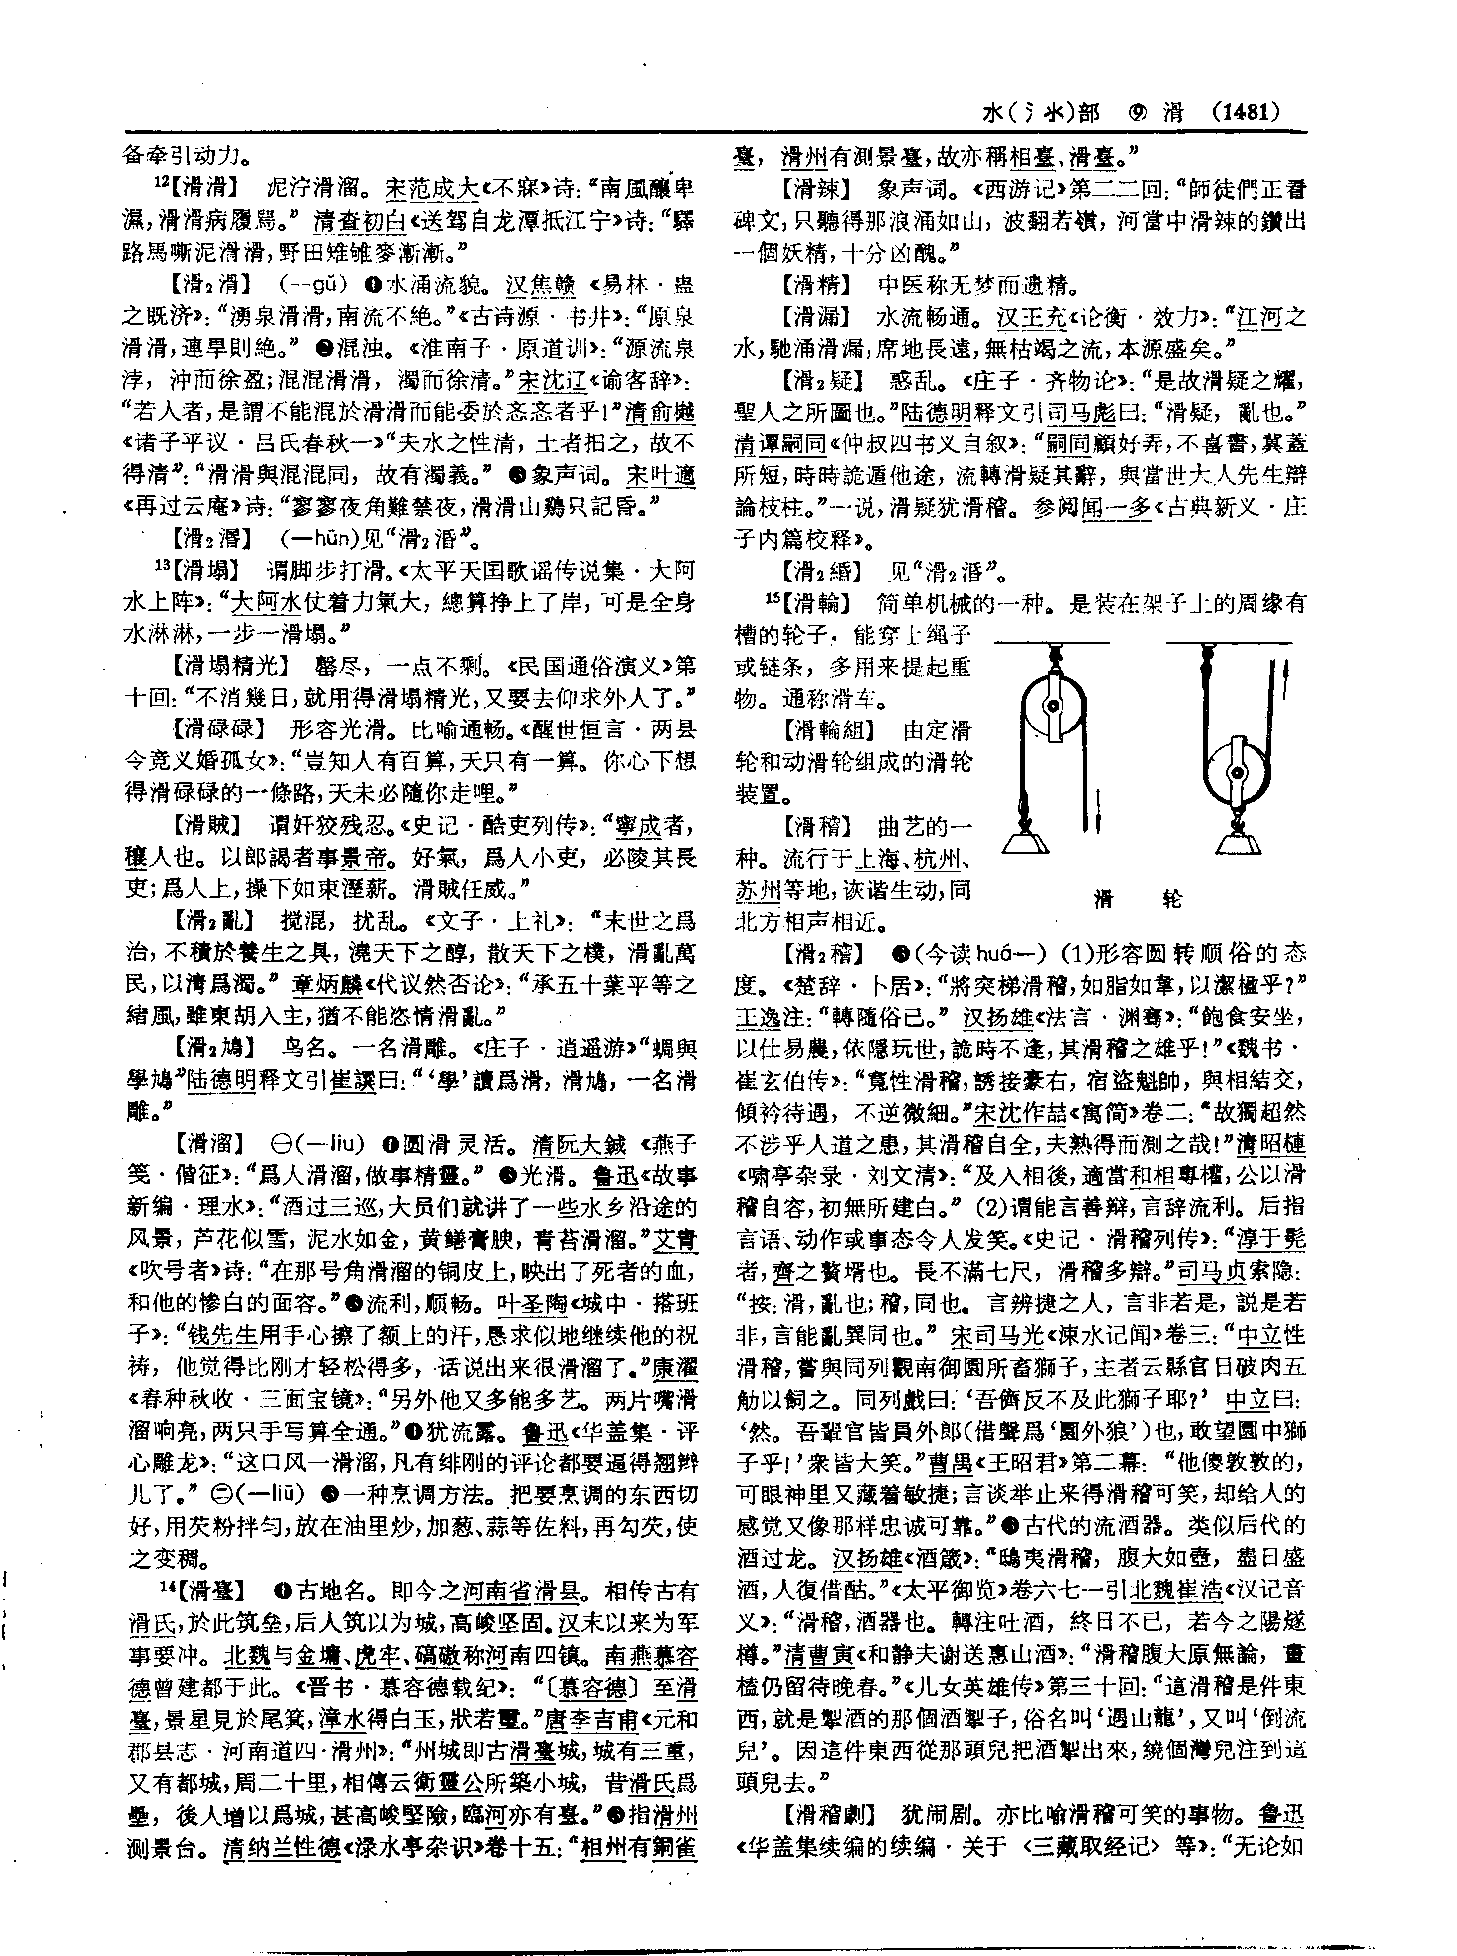 水(氵氺)部 ⑨ 滑 (1481)
备牵引动力。
¹²【滑滑】 泥泞滑溜。宋范成大《不寐》诗:“南風釀卑
濕,滑滑病履舃。” 清查初白《送驾自龙潭抵江宁》诗:“驛
路馬嘶泥滑滑,野田雉雊麥漸漸。”
【滑₂滑】 (--gǔ) ❶水涌流貌。汉焦赣《易林·蛊
之既济》:“湧泉滑滑,南流不絶。”《古诗源·书井》:“原泉
滑滑,連旱則絶。” ❷混浊。《淮南子·原道训》:“源流泉
浡, 沖而徐盈;混混滑滑, 濁而徐清。”宋沈辽《谕客辞》:
“若人者,是謂不能混於滑滑而能委於忞忞者乎!”清俞樾
《诸子平议·吕氏春秋一》“夫水之性清,土者抇之,故不
得清”:“滑滑與混混同,故有濁義。” ❸象声词。宋叶適
《再过云庵》诗:“寥寥夜角難禁夜,滑滑山鷄只記昏。”
【滑₂湣】 (—hūn)见“滑₂涽”。
¹³【滑塌】 谓脚步打滑。《太平天囯歌谣传说集·大阿
水上阵》:“大阿水仗着力氣大,總算挣上了岸,可是全身
水淋淋,一步一滑塌。”
【滑塌精光】 罄尽,一点不剩。《民国通俗演义》第
十回:“不消幾日,就用得滑塌精光,又要去仰求外人了。”
【滑碌碌】 形容光滑。比喻通畅。《醒世恒言·两县
令竞义婚孤女》:“豈知人有百算,天只有一算。你心下想
得滑碌碌的一條路,天未必隨你走哩。”
【滑賊】 谓奸狡残忍。《史记·酷吏列传》:“寧成者,
穰人也。以郎謁者事景帝。好氣,爲人小吏,必陵其長
吏;爲人上,操下如束溼薪。滑賊任威。”
【滑₂亂】 搅混,扰乱。《文子·上礼》:“末世之爲
治,不積於養生之具,澆天下之醇,散天下之樸,滑亂萬
民,以清爲濁。” 章炳麟《代议然否论》:“承五十葉平等之
緒風,雖東胡入主,猶不能恣情滑亂。”
【滑₂鳩】 鸟名。一名滑雕。《庄子·逍遥游》“蜩與
學鳩”陆德明释文引崔譔曰:“‘學’讀爲滑,滑鳩,一名滑
雕。”
【滑溜】 ㊀(—liu) ❶圆滑灵活。清阮大鋮《燕子
笺·偕征》:“爲人滑溜,做事精靈。” ❷光滑。鲁迅《故事
新编·理水》:“酒过三巡,大员们就讲了一些水乡沿途的
风景,芦花似雪,泥水如金,黄鳝膏腴,青苔滑溜。”艾青
《吹号者》诗:“在那号角滑溜的铜皮上,映出了死者的血,
和他的惨白的面容。”❸流利,顺畅。叶圣陶《城中·搭班
子》:“钱先生用手心擦了额上的汗,恳求似地继续他的祝
祷,他觉得比刚才轻松得多,话说出来很滑溜了。”康濯
《春种秋收·三面宝镜》:“另外他又多能多艺。两片嘴滑
溜响亮,两只手写算全通。”❹犹流露。鲁迅《华盖集·评
心雕龙》:“这口风一滑溜,凡有绯刚的评论都要逼得翘辫
儿了。” ㊁(—liū) ❺一种烹调方法。把要烹调的东西切
好,用芡粉拌匀,放在油里炒,加葱、蒜等佐料,再勾芡,使
之变稠。
¹⁴【滑臺】 ❶古地名。即今之河南省滑县。相传古有
滑氏,於此筑垒,后人筑以为城,高峻坚固。汉末以来为军
事要冲。北魏与金墉、虎牢、碻磝称河南四镇。南燕慕容
德曾建都于此。《晋书·慕容德载纪》:“〔慕容德〕至滑
臺,景星見於尾箕,漳水得白玉,狀若璽。”唐李吉甫《元和
郡县志·河南道四·滑州》:“州城即古滑臺城,城有三重,
又有都城,周二十里,相傳云衛靈公所築小城,昔滑氏爲
壘,後人增以爲城,甚高峻堅險,臨河亦有臺。”❷指滑州
测景台。清纳兰性德《渌水亭杂识》卷十五:“相州有銅雀
臺,滑州有測景臺,故亦稱相臺、滑臺。”
【滑辣】 象声词。《西游记》第二二回:“師徒們正看
碑文,只聽得那浪涌如山,波翻若嶺,河當中滑辣的鑽出
一個妖精,十分凶醜。”
【滑精】 中医称无梦而遗精。
【滑漏】 水流畅通。汉王充《论衡·效力》:“江河之
水,馳涌滑漏,席地長遠,無枯竭之流,本源盛矣。”
【滑₂疑】 惑乱。《庄子·齐物论》:“是故滑疑之耀,
聖人之所圖也。”陆德明释文引司马彪曰:“滑疑,亂也。”
清谭嗣同《仲叔四书义自叙》:“嗣同顧好弄,不喜書,冀蓋
所短,時時詭遁他途,流轉滑疑其辭,與當世大人先生辯
論枝柱。”一说,滑疑犹滑稽。参阅闻一多《古典新义·庄
子内篇校释》。
【滑₂緡】 见“滑₂涽”。
¹⁵【滑輪】 简单机械的一种。是装在架子上的周缘有
槽的轮子,能穿上绳子
或链条,多用来提起重
物。通称滑车。
【滑輪組】 由定滑
轮和动滑轮组成的滑轮
装置。
【滑稽】 曲艺的一
种。流行于上海、杭州、
苏州等地,诙谐生动,同
北方相声相近。
滑 轮
【滑₂稽】 ❶(今读huá—) (1)形容圆转顺俗的态
度。《楚辞·卜居》:“將突梯滑稽,如脂如韋,以潔楹乎?”
王逸注:“轉隨俗已。” 汉扬雄《法言·渊骞》:“飽食安坐,
以仕易農,依隱玩世,詭時不逢,其滑稽之雄乎!”《魏书·
崔玄伯传》:“寬性滑稽,誘接豪右,宿盜魁帥,與相結交,
傾衿待遇,不逆微細。”宋沈作喆《寓简》卷二:“故獨超然
不涉乎人道之患,其滑稽自全,夫熟得而測之哉!”清昭槤
《啸亭杂录·刘文清》:“及入相後,適當和相專權,公以滑
稽自容,初無所建白。” (2)谓能言善辩,言辞流利。后指
言语、动作或事态令人发笑。《史记·滑稽列传》:“淳于髡
者,齊之贅壻也。長不滿七尺,滑稽多辯。”司马贞索隐:
“按:滑,亂也;稽,同也。言辨捷之人,言非若是,説是若
非,言能亂異同也。” 宋司马光《涑水记闻》卷三:“中立性
滑稽,嘗與同列觀南御園所畜獅子,主者云縣官日破肉五
觔以飼之。同列戲曰:‘吾儕反不及此獅子耶?’ 中立曰:
‘然。吾輩官皆員外郎(借聲爲‘園外狼’)也,敢望園中獅
子乎!’衆皆大笑。”曹禺《王昭君》第二幕:“他傻敦敦的,
可眼神里又藏着敏捷;言谈举止来得滑稽可笑,却给人的
感觉又像那样忠诚可靠。”❷古代的流酒器。类似后代的
酒过龙。汉扬雄《酒箴》:“鴟夷滑稽,腹大如壺,盡日盛
酒,人復借酤。”《太平御览》卷六七一引北魏崔浩《汉记音
义》:“滑稽,酒器也。轉注吐酒,終日不已,若今之陽燧
樽。”清曹寅《和静夫谢送惠山酒》:“滑稽腹大原無論,畫
榼仍留待晚春。”《儿女英雄传》第三十回:“這滑稽是件東
西,就是掣酒的那個酒掣子,俗名叫‘過山龍’,又叫‘倒流
兒’。因這件東西從那頭兒把酒掣出來,繞個灣兒注到這
頭兒去。”
【滑稽劇】 犹闹剧。亦比喻滑稽可笑的事物。鲁迅
《华盖集续编的续编·关于〈三藏取经记〉等》:“无论如